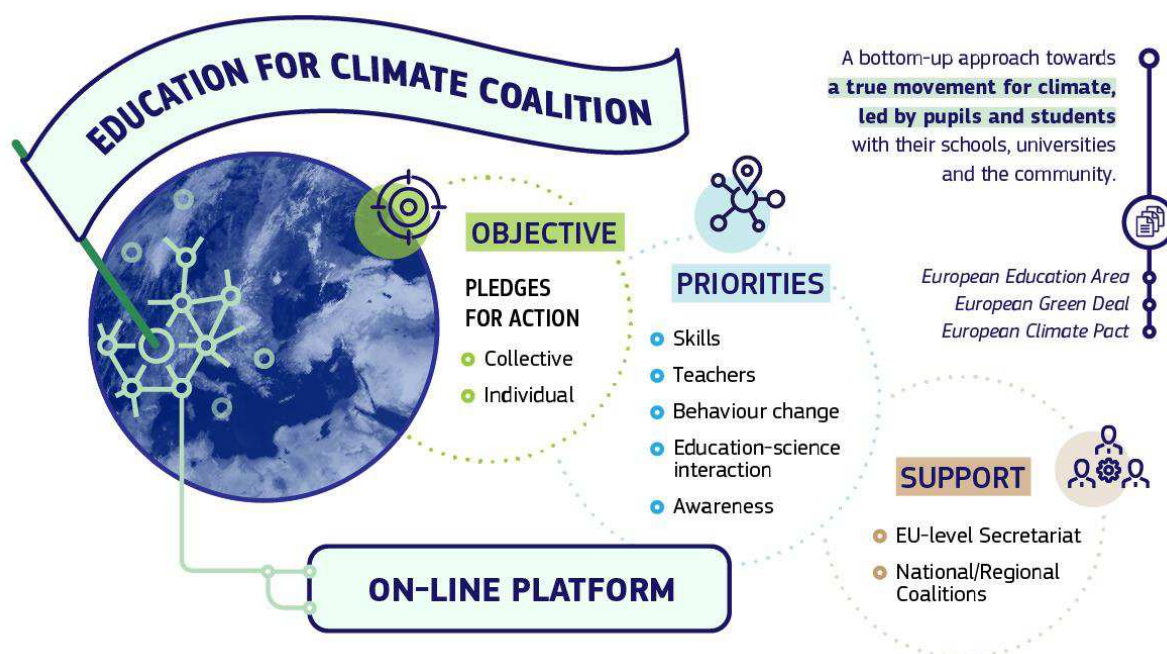 EDUCATION FOR CLIMATE COALITION
A bottom-up approach towards
a true movement for climate,
led by pupils and students
with their schools, universities
and the community.
European Education Area
European Green Deal
European Climate Pact
OBJECTIVE
PLEDGES
FOR ACTION
Collective
Individual
PRIORITIES
Skills
Teachers
Behaviour change
Education-science
interaction
Awareness
SUPPORT
EU-level Secretariat
National/Regional
Coalitions
ON-LINE PLATFORM